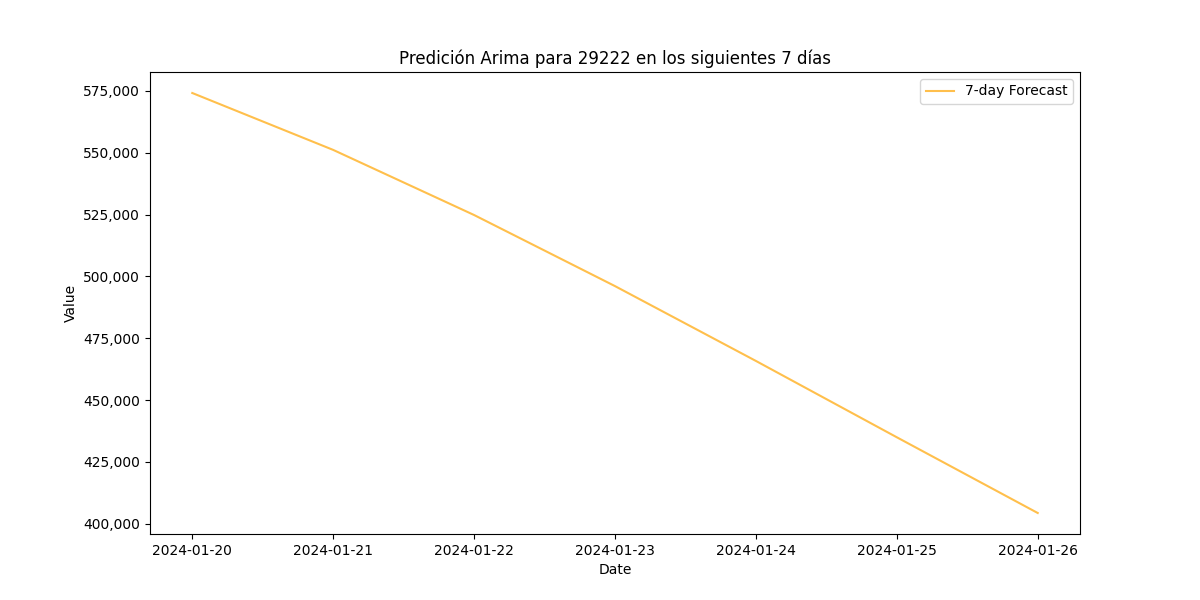 Predición Arima para 29222 en los siguientes 7 días
7-day Forecast
575,000
550,000
525,000
500,000
475,000
450,000
425,000
400,000
Value
2024-01-20 2024-01-21 2024-01-22 2024-01-23 2024-01-24 2024-01-25 2024-01-26
Date